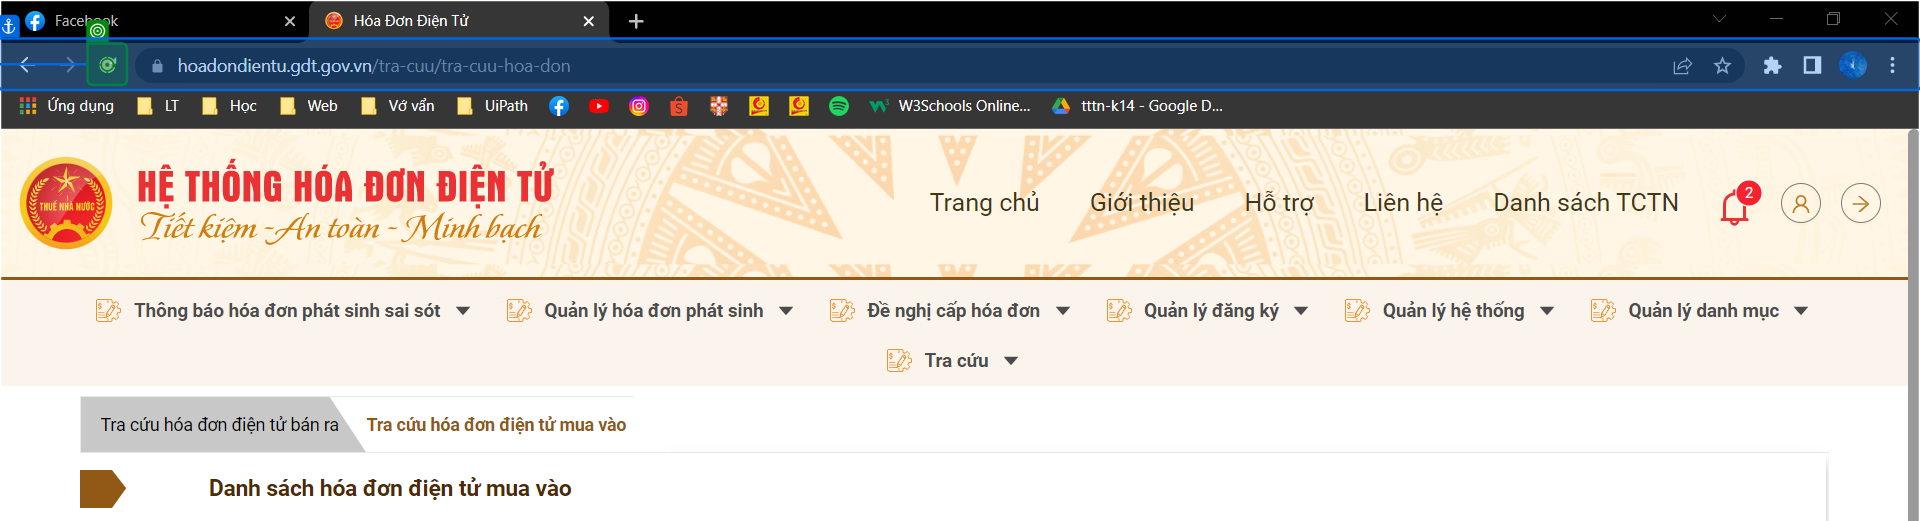 Facebook
Hóa Đơn Điện Tử
hoadondientu.gdt.gov.vn/tra-cuu/tra-cuu-hoa-don
Ứng dụng LT Học Web Vớ vẩn UiPath W3Schools Online... tttn-k14 - Google D...
THUẾ NHÀ NƯỚC
HỆ THỐNG HÓA ĐƠN ĐIỆN TỬ
Tiết kiệm - An toàn - Minh bạch
Trang chủ Giới thiệu Hỗ trợ Liên hệ Danh sách TCTN 2
Thông báo hóa đơn phát sinh sai sót Quản lý hóa đơn phát sinh Đề nghị cấp hóa đơn Quản lý đăng ký Quản lý hệ thống Quản lý danh mục
Tra cứu
Tra cứu hóa đơn điện tử bán ra Tra cứu hóa đơn điện tử mua vào
Danh sách hóa đơn điện tử mua vào